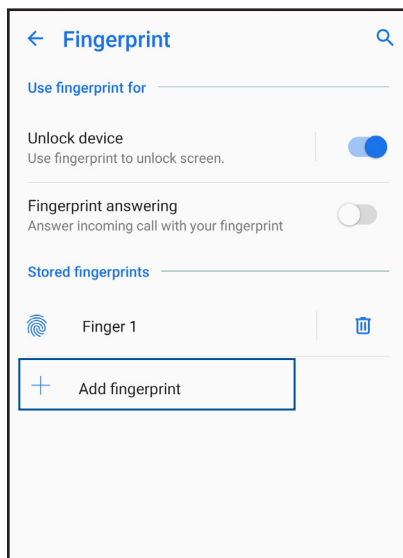 Fingerprint
Use fingerprint for
Unlock device
Use fingerprint to unlock screen.
Fingerprint answering
Answer incoming call with your fingerprint
Stored fingerprints
Finger 1
Add fingerprint